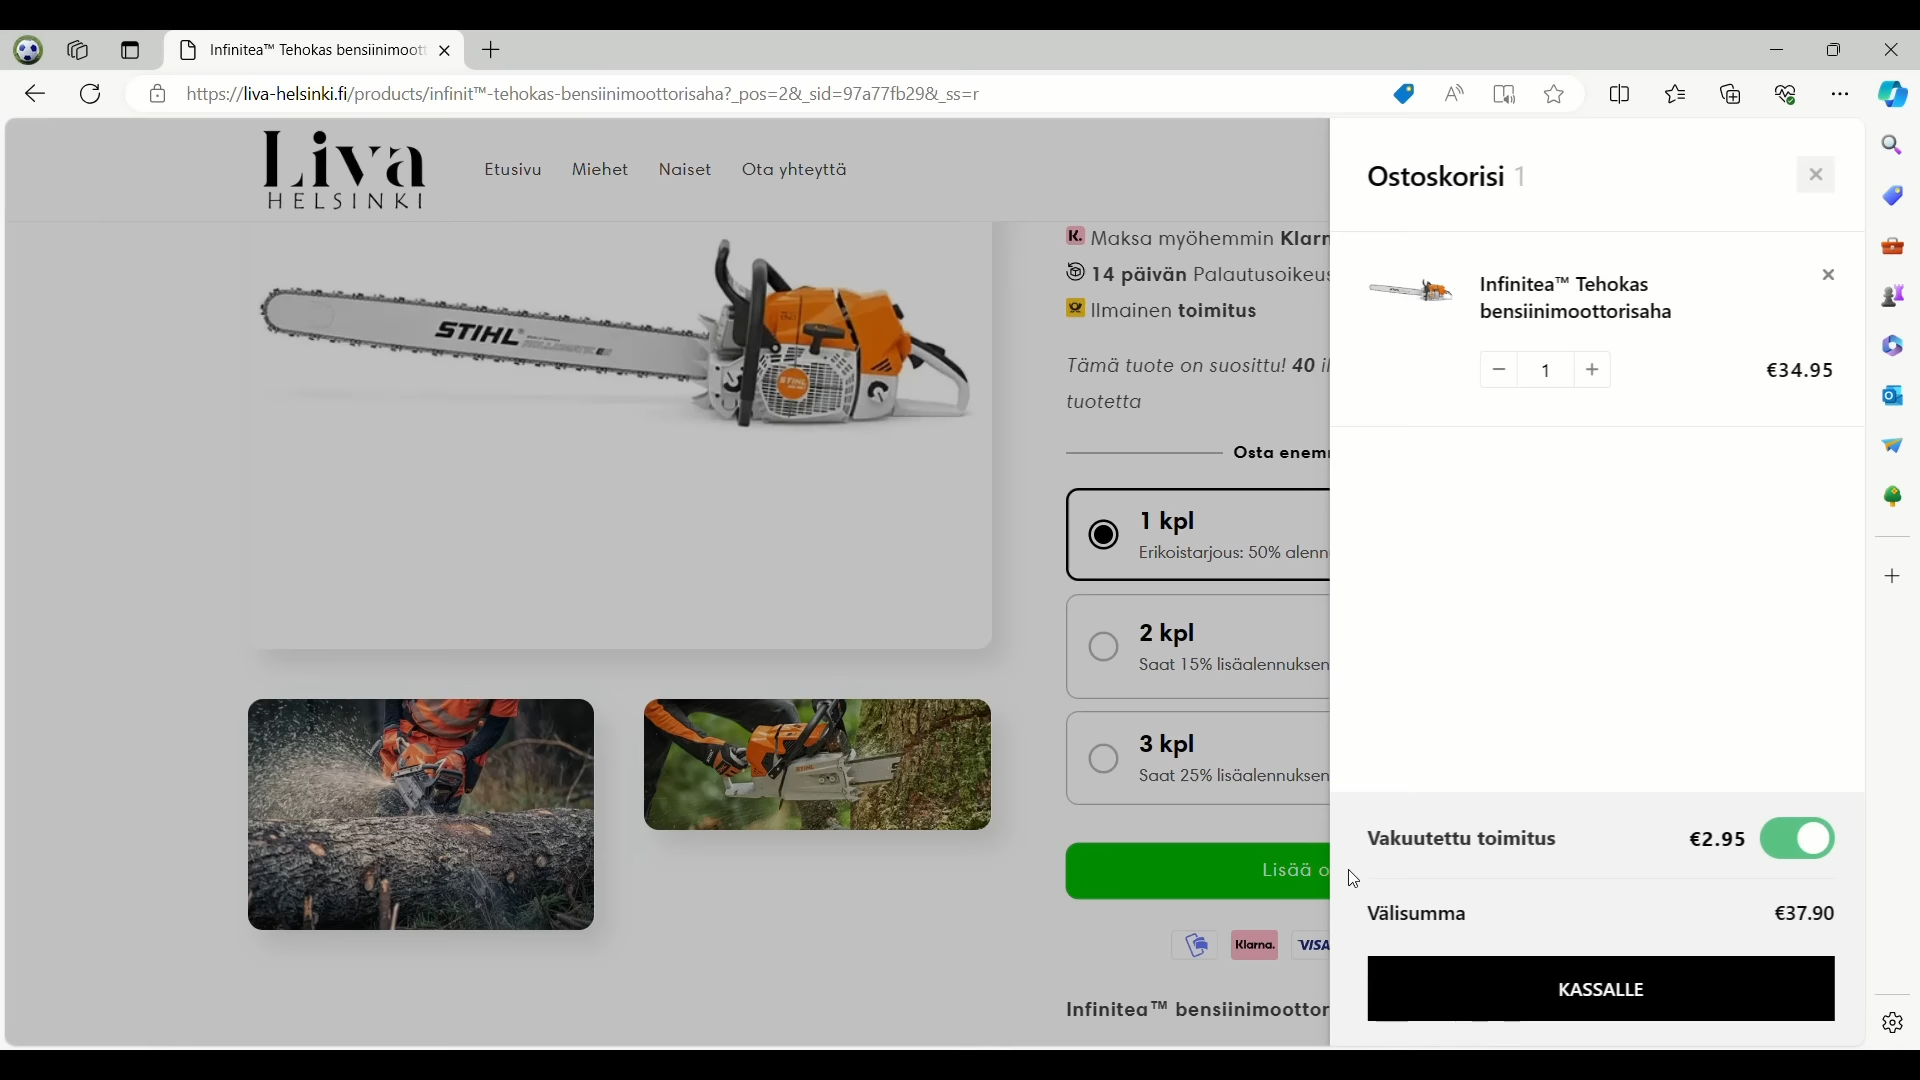 Infinitea™ Tehokas bensiinimoott
https://liva-helsinki.fi/products/infinit™-tehokas-bensiinimoottorisaha?_pos=2&_sid=97a77fb29&_ss=r
Liva
HELSINKI
Etusivu Miehet Naiset Ota yhteyttä
STIHL
STIHL
K. Maksa myöhemmin Klarn
14 päivän Palautusoikeus
Ilmainen toimitus
Tämä tuote on suosittu! 40 i
tuotetta
Osta enem
1 kpl
Erikoistarjous: 50% alenn
2 kpl
Saat 15% lisäalennuksen
3 kpl
Saat 25% lisäalennuksen
STIHL
Lisää o
Klarna. VISA
Infinitea™ bensiinimoottor
Ostoskorisi 1
Infinitea™ Tehokas
bensiinimoottorisaha
1
€34.95
Vakuutettu toimitus €2.95
Välisumma €37.90
KASSALLE